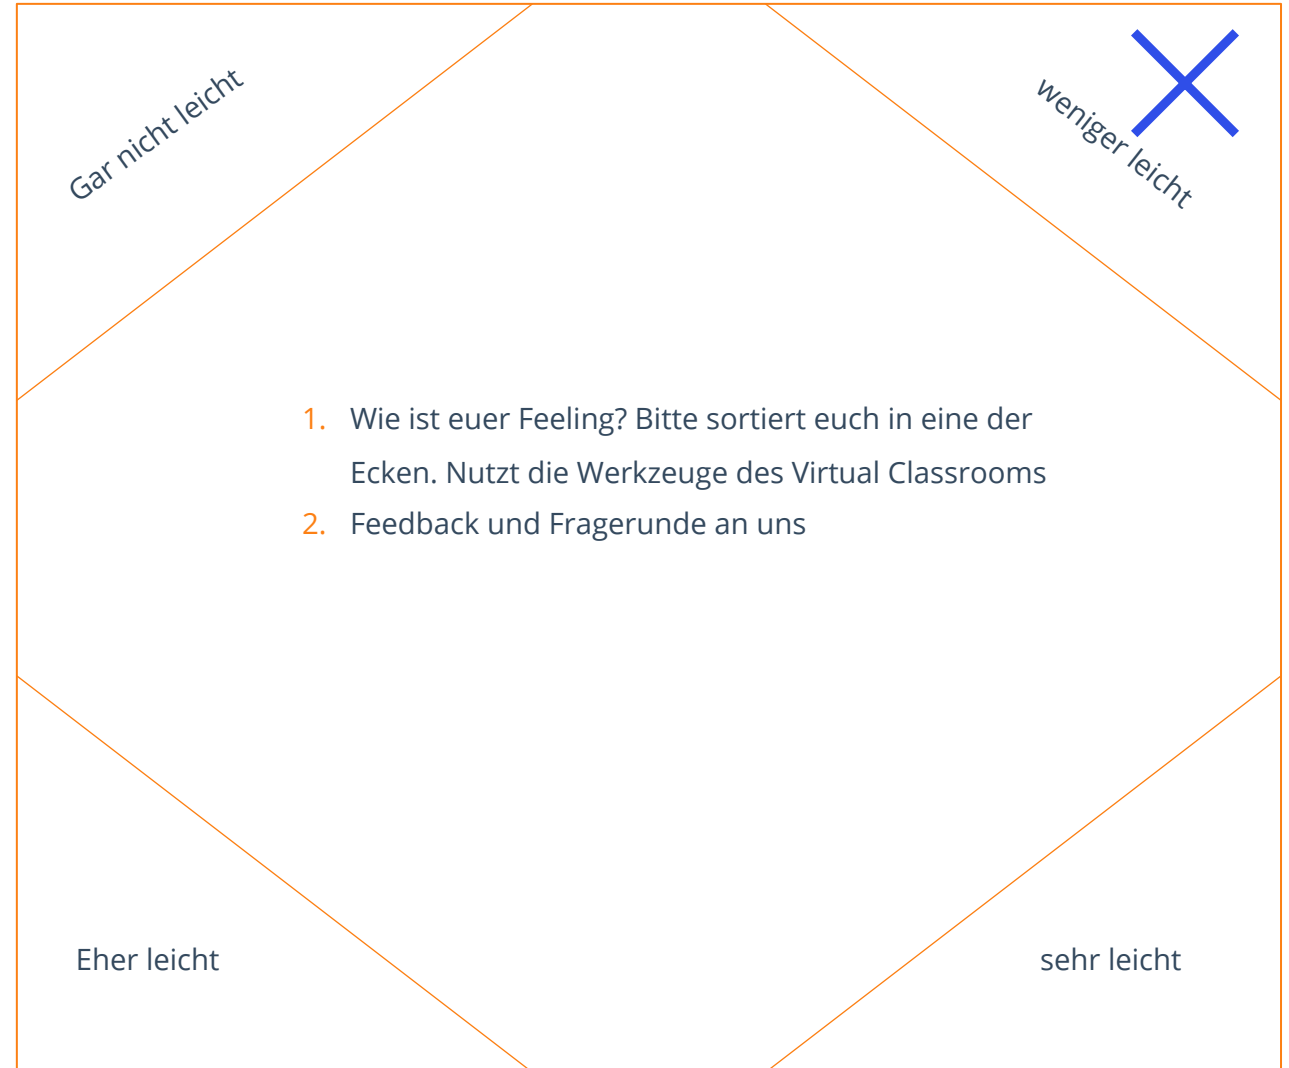 Gar nicht leicht
weniger leicht
1. Wie ist euer Feeling? Bitte sortiert euch in eine der
Ecken. Nutzt die Werkzeuge des Virtual Classrooms
2. Feedback und Fragerunde an uns
Eher leicht
sehr leicht